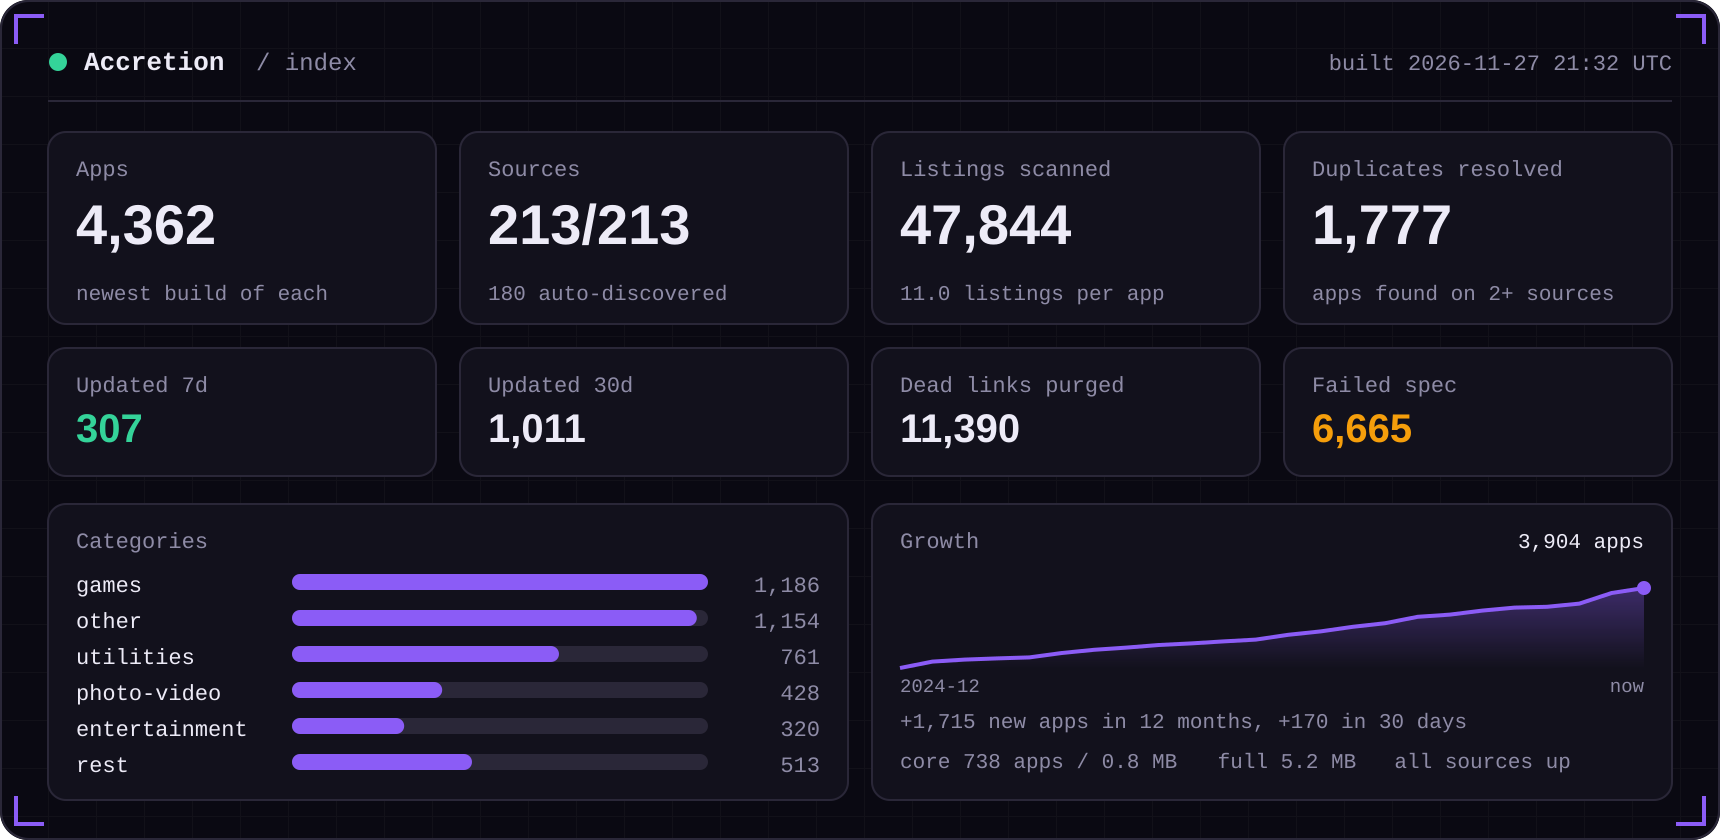 Accretion / index
built 2026-11-27 21:32 UTC
Apps
4,362
newest build of each
Sources
213/213
180 auto-discovered
Listings scanned
47,844
11.0 listings per app
Duplicates resolved
1,777
apps found on 2+ sources
Updated 7d
307
Updated 30d
1,011
Dead links purged
11,390
Failed spec
6,665
Categories
games 1,186
other 1,154
utilities 761
photo-video 428
entertainment 320
rest 513
Growth 3,904 apps
2024-12 now
+1,715 new apps in 12 months, +170 in 30 days
core 738 apps / 0.8 MB full 5.2 MB all sources up